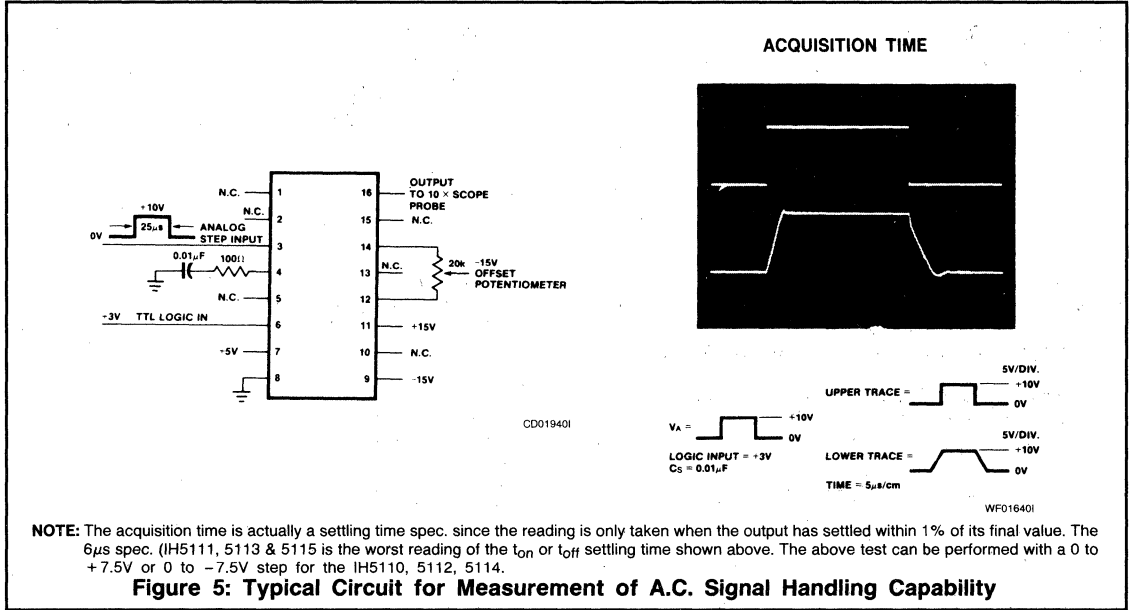 ACQUISITION TIME
N.C. 1
N.C. 2
+10V
25μs
0V
ANALOG
STEP INPUT
3
0.01μF 100Ω 4
N.C. 5
+3V TTL LOGIC IN 6
+5V 7
8
16 OUTPUT
TO 10 × SCOPE
PROBE
15 N.C.
14
13 N.C.
12
20k -15V
OFFSET
POTENTIOMETER
11 +15V
10 N.C.
9 -15V
CD01940I
VA = +10V
0V
LOGIC INPUT = +3V
CS = 0.01μF
5V/DIV.
UPPER TRACE = +10V
0V
5V/DIV.
LOWER TRACE = +10V
0V
TIME = 5μs/cm
WF01640I
NOTE: The acquisition time is actually a settling time spec. since the reading is only taken when the output has settled within 1% of its final value. The
6μs spec. (IH5111, 5113 & 5115 is the worst reading of the ton or toff settling time shown above. The above test can be performed with a 0 to
+7.5V or 0 to −7.5V step for the IH5110, 5112, 5114.
Figure 5: Typical Circuit for Measurement of A.C. Signal Handling Capability